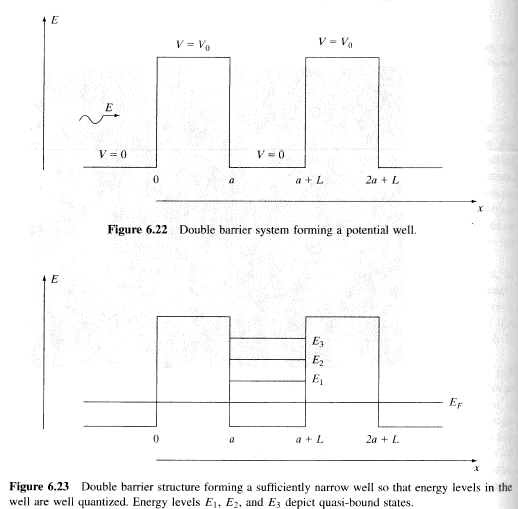 E
V = V₀
V = V₀
E
V = 0
V = 0
0
a
a + L
2a + L
x
Figure 6.22 Double barrier system forming a potential well.
E
E₃
E₂
E₁
E_F
0
a
a + L
2a + L
x
Figure 6.23 Double barrier structure forming a sufficiently narrow well so that energy levels in the
well are well quantized. Energy levels E₁, E₂, and E₃ depict quasi-bound states.